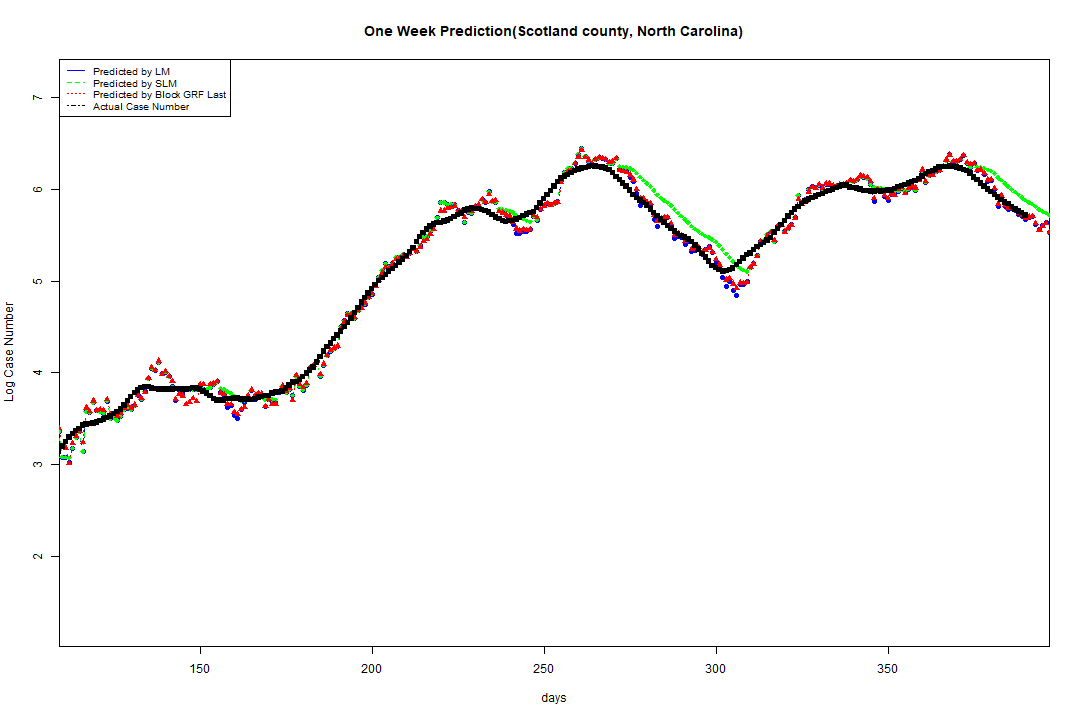 One Week Prediction(Scotland county, North Carolina)
Predicted by LM
Predicted by SLM
Predicted by Block GRF Last
Actual Case Number
7
6
5
4
3
2
Log Case Number
150
200
250
300
350
days